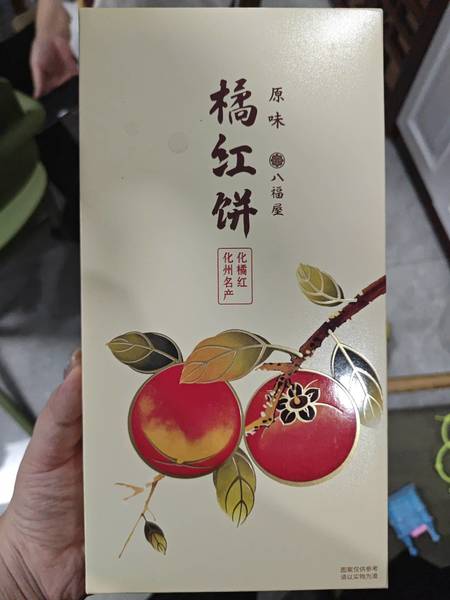 原味
八福屋
橘红饼
化橘红
化州名产
图案仅供参考
请以实物为准